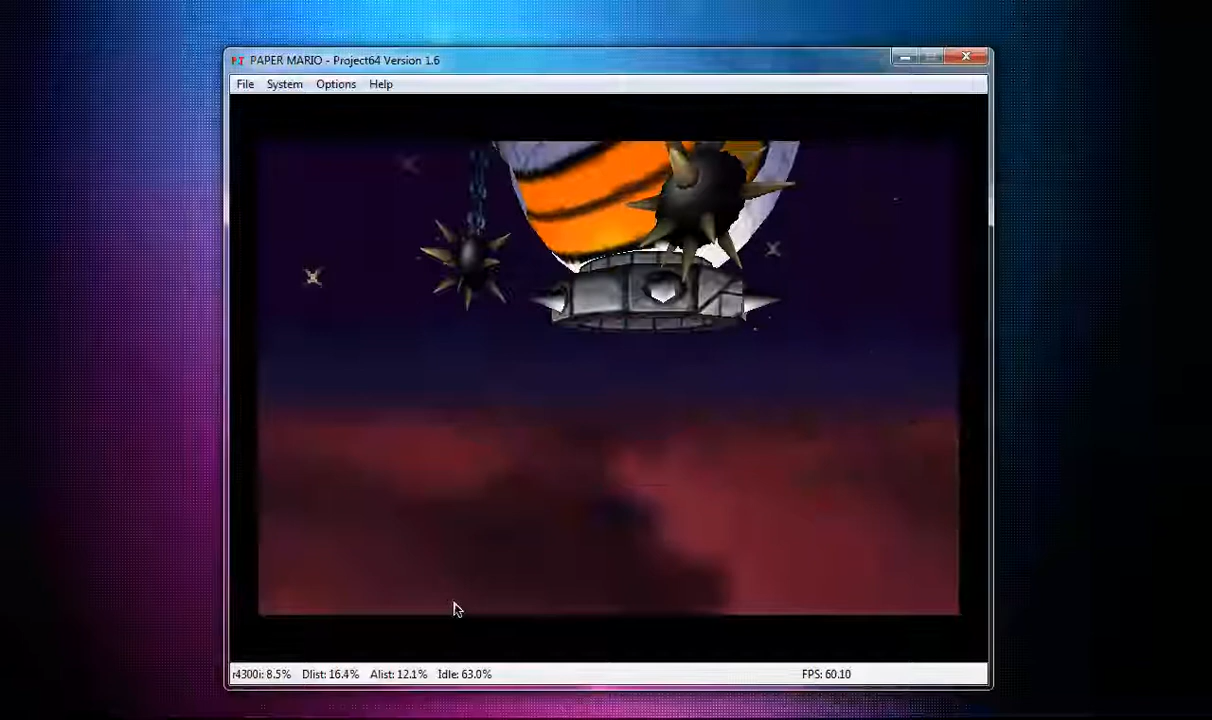 PAPER MARIO - Project64 Version 1.6
File System Options Help
r4300i: 8.5% Dlist: 16.4% Alist: 12.1% Idle: 63.0% FPS: 60.10